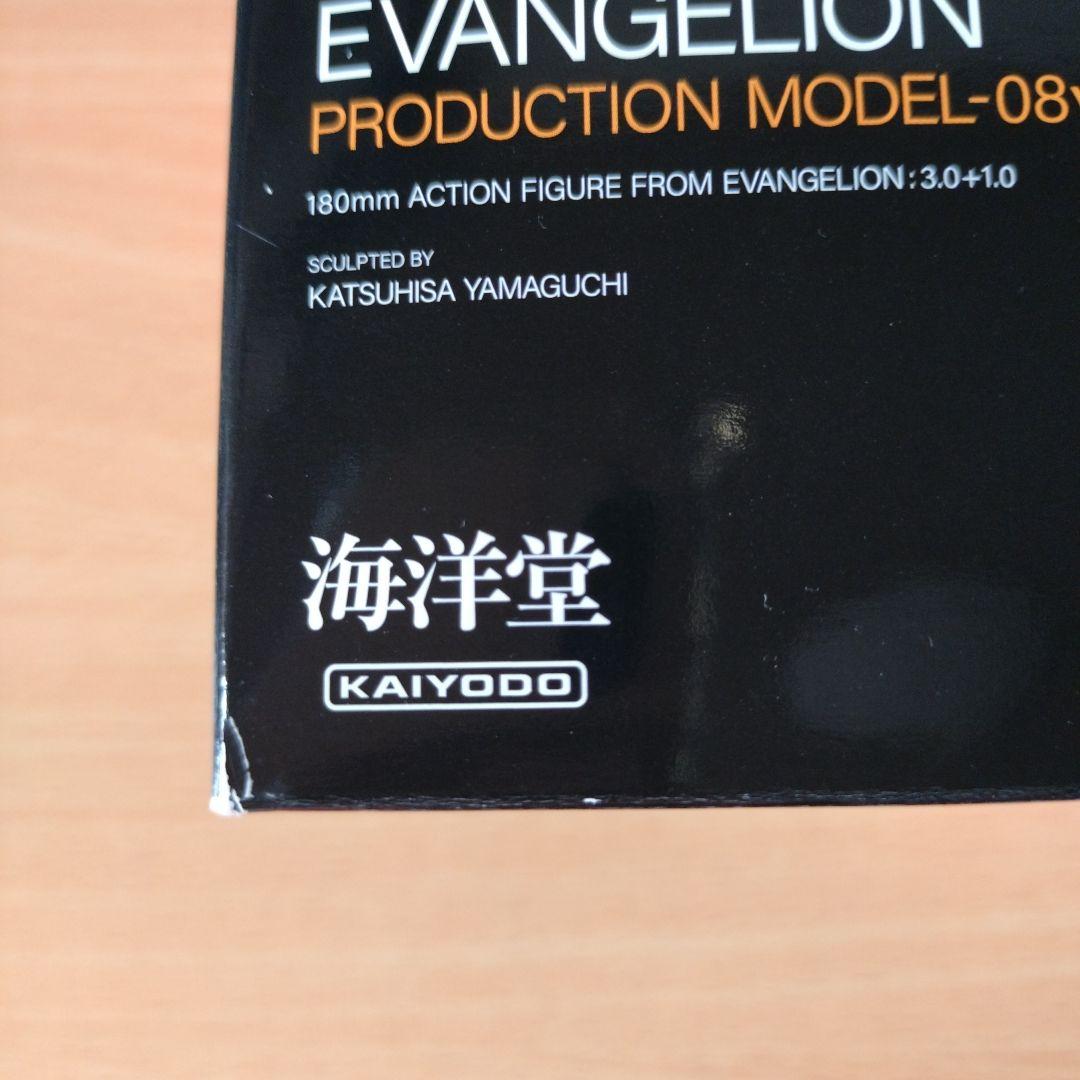 EVANGELION
PRODUCTION MODEL-08
180mm ACTION FIGURE FROM EVANGELION:3.0+1.0
SCULPTED BY
KATSUHISA YAMAGUCHI
海洋堂
KAIYODO